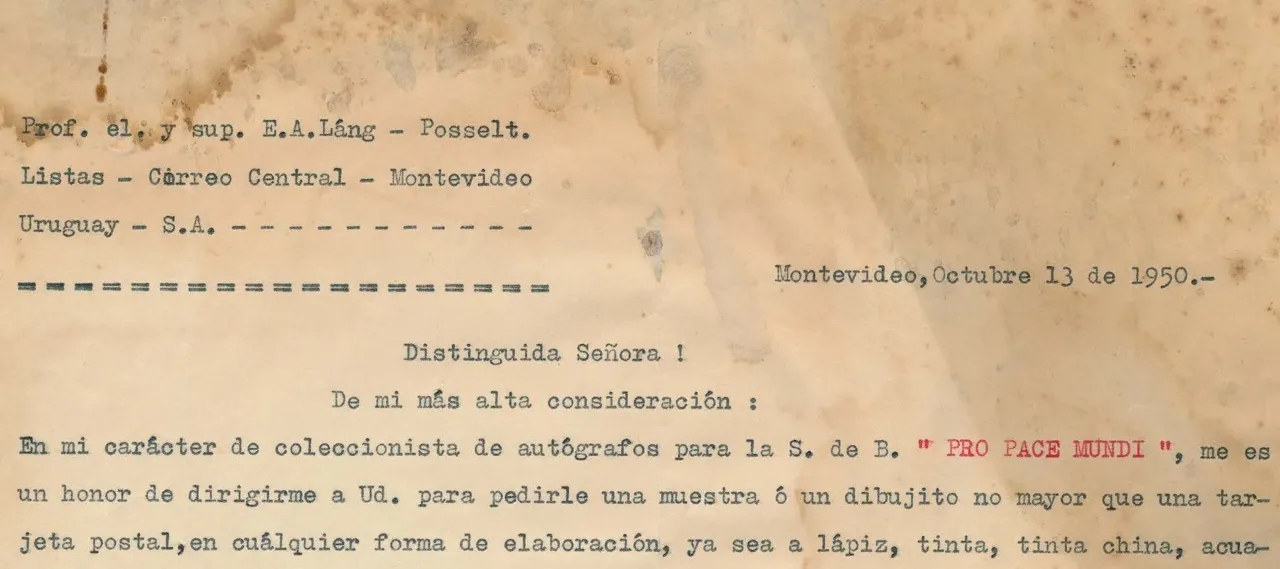 Prof. el. y sup. E.A.Láng - Posselt.
Listas - Correo Central - Montevideo
Uruguay - S.A. - - - - - - - - - - -
= = = = = = = = = = = = = = = = = = =
Montevideo,Octubre 13 de 1950.-
Distinguida Señora !
De mi más alta consideración :
En mi carácter de coleccionista de autógrafos para la S. de B. " PRO PACE MUNDI ", me es
un honor de dirigirme a Ud. para pedirle una muestra ó un dibujito no mayor que una tar-
jeta postal,en cuálquier forma de elaboración, ya sea a lápiz, tinta, tinta china, acua-